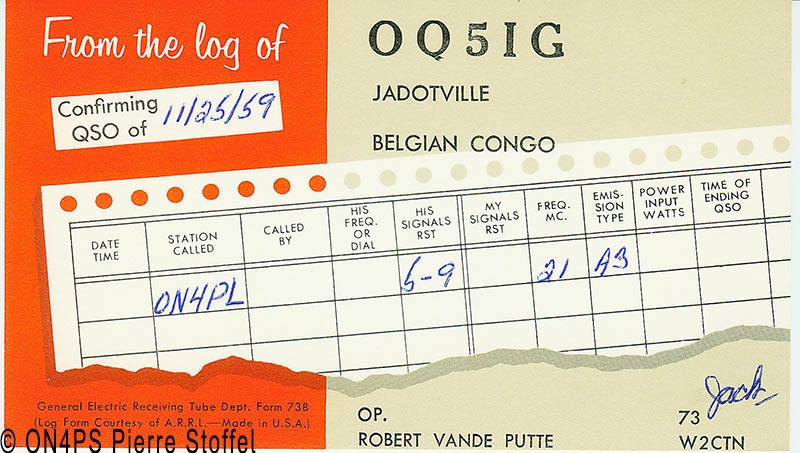 From the log of
Confirming
QSO of 11/25/59
OQ5IG
JADOTVILLE
BELGIAN CONGO
DATE TIME STATION CALLED CALLED BY HIS FREQ. OR DIAL HIS SIGNALS RST MY SIGNALS RST FREQ. MC. EMIS-SION TYPE POWER INPUT WATTS TIME OF ENDING QSO
ON4PL 5-9 21 A3
General Electric Receiving Tube Dept. Form 73B
(Log Form Courtesy of A.R.R.L.—Made in U.S.A.)
OP.
ROBERT VANDE PUTTE
73 Jack
W2CTN
© ON4PS Pierre Stoffel